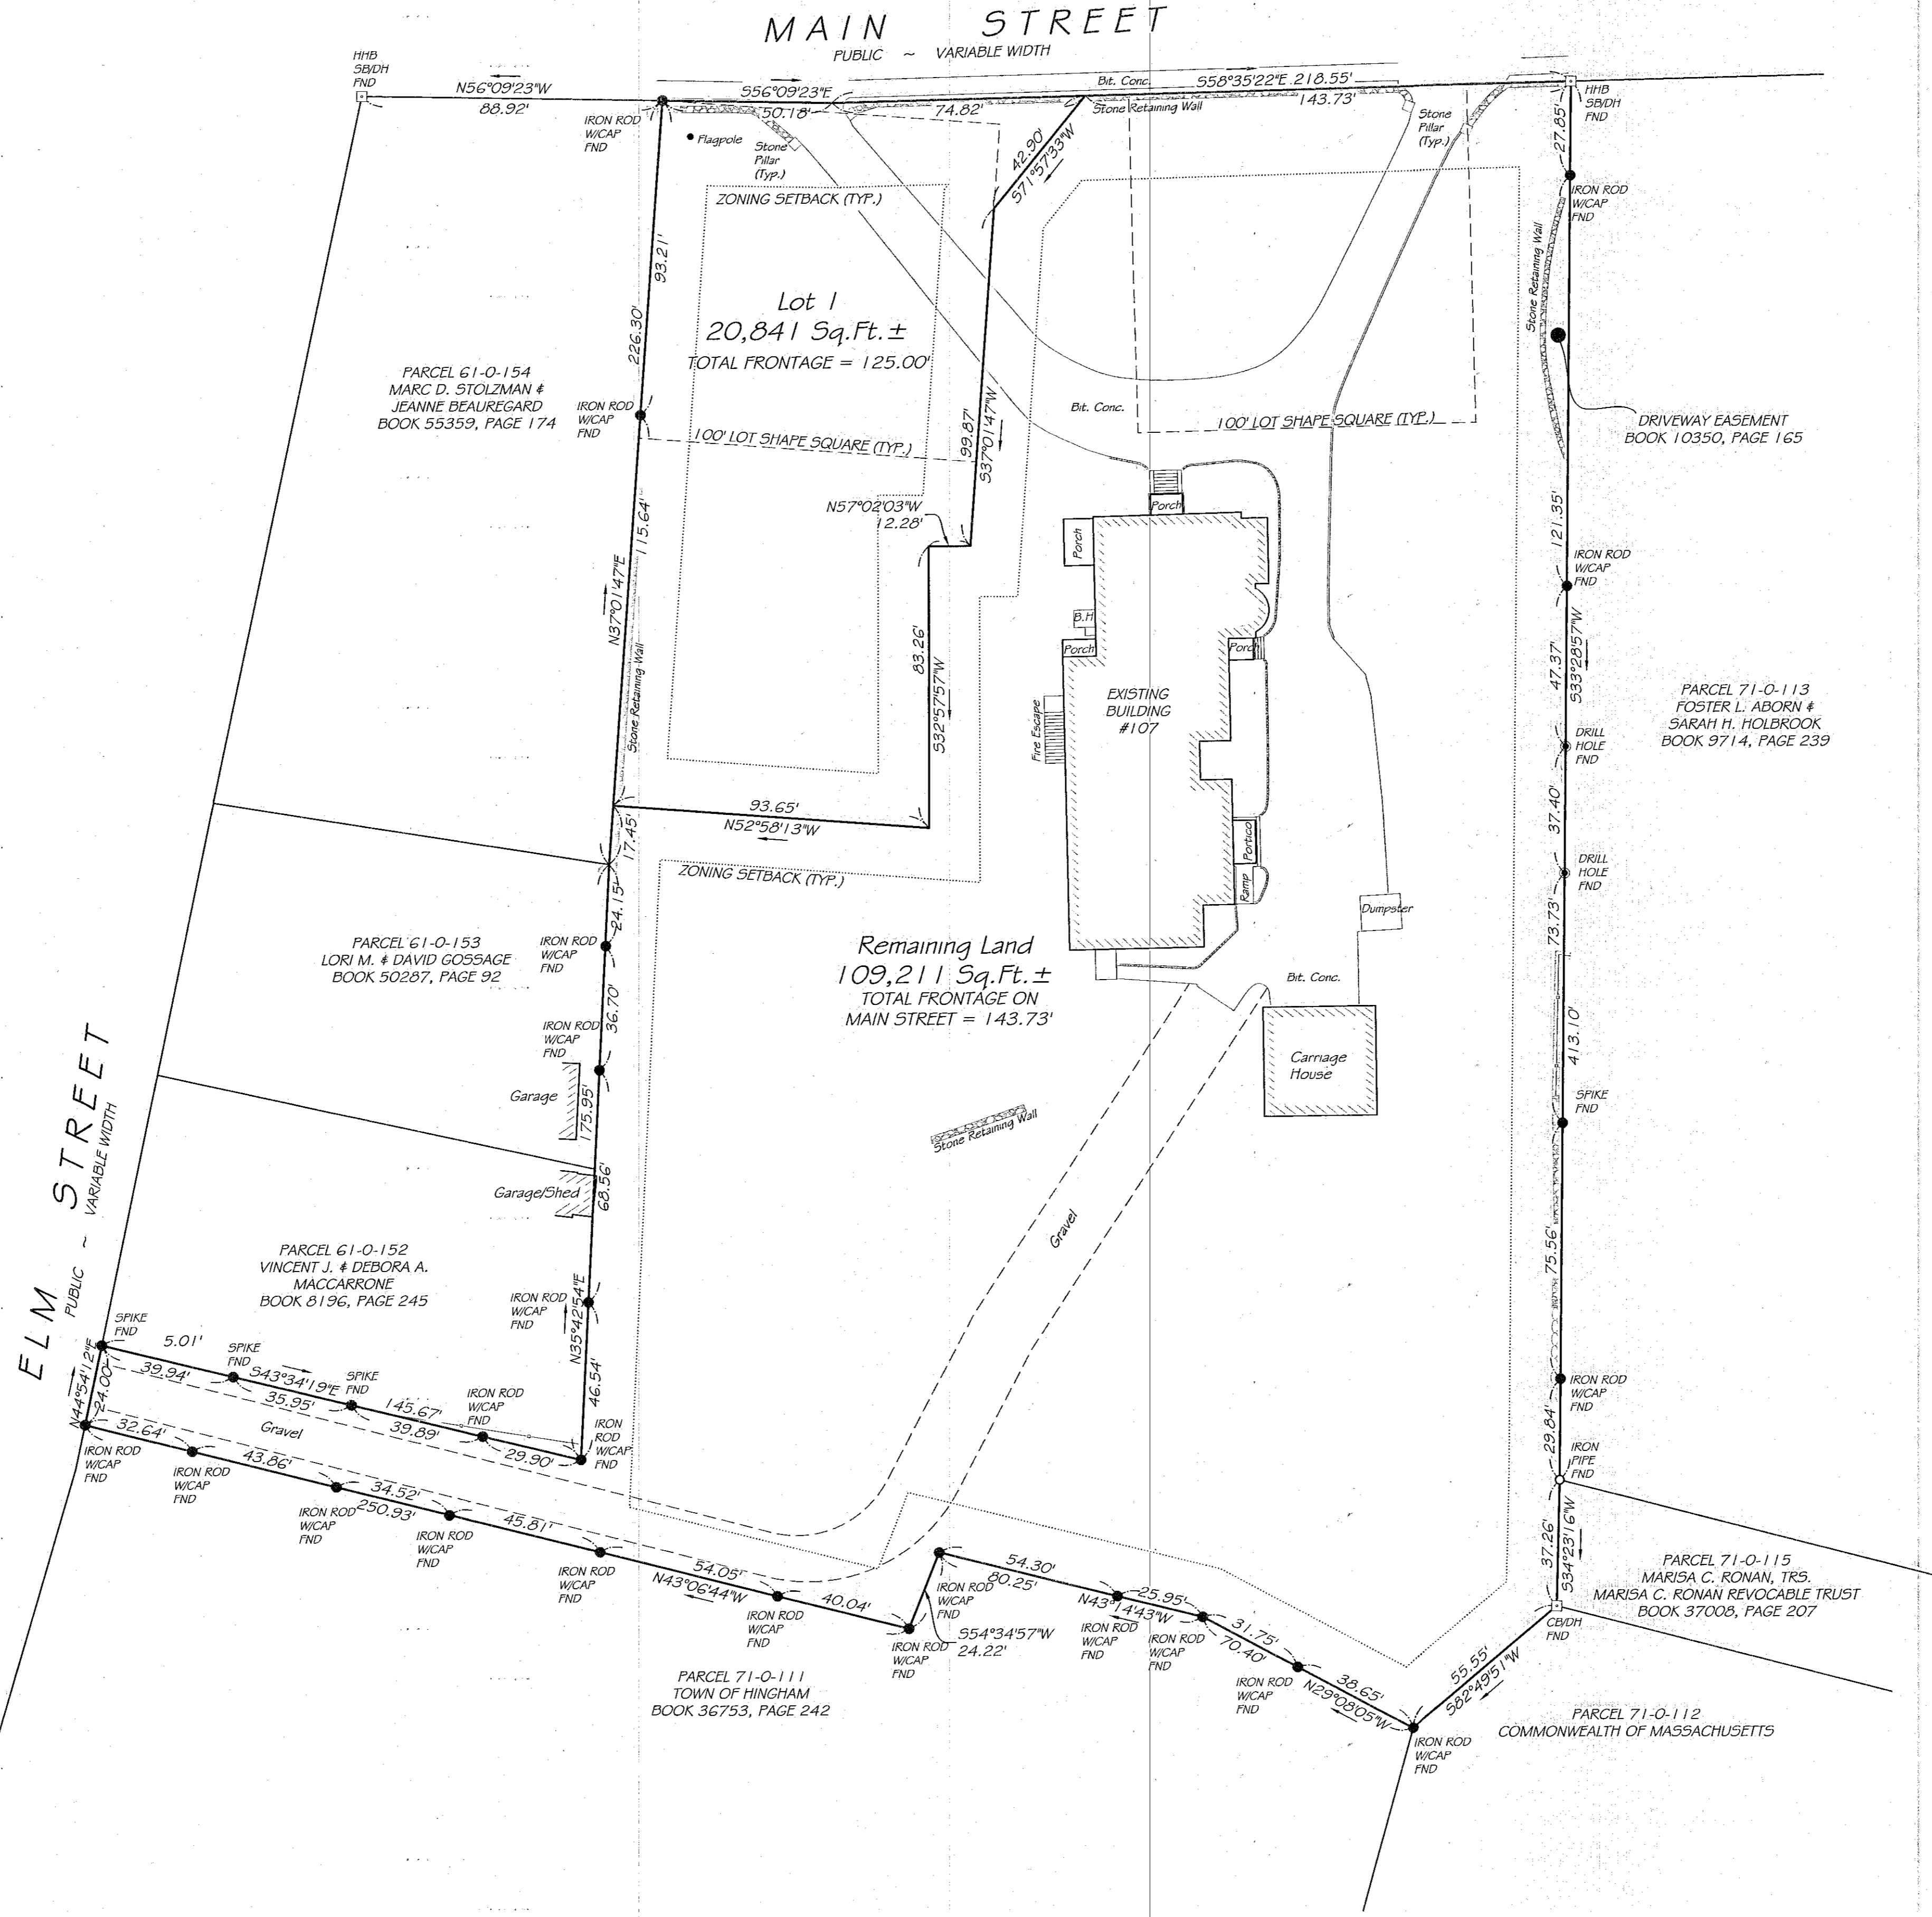 MAIN STREET
PUBLIC ~ VARIABLE WIDTH
HHB
SB/DH
FND
N56°09'23"W
88.92'
S56°09'23"E
50.18'
74.82'
Bit. Conc.
S58°35'22"E 218.55'
143.73'
Stone Retaining Wall
HHB
SB/DH
FND
27.85'
IRON ROD
W/CAP
FND
Flagpole
Stone
Pillar
(Typ.)
42.90'
S71°57'33"W
Stone
Pillar
(Typ.)
IRON ROD
W/CAP
FND
ZONING SETBACK (TYP.)
Stone Retaining Wall
93.21'
226.30'
Lot 1
20,841 Sq.Ft.±
TOTAL FRONTAGE = 125.00'
PARCEL 61-0-154
MARC D. STOLZMAN &
JEANNE BEAUREGARD
BOOK 55359, PAGE 174
IRON ROD
W/CAP
FND
100' LOT SHAPE SQUARE (TYP.)
99.87'
S37°01'47"W
Bit. Conc.
100' LOT SHAPE SQUARE (TYP.)
DRIVEWAY EASEMENT
BOOK 10350, PAGE 165
N57°02'03"W
12.28'
115.64'
N37°01'47"E
Stone Retaining Wall
83.26'
S32°57'57"W
Porch
Porch
B.H
Porch
Porch
Fire Escape
EXISTING
BUILDING
#107
Portico
Ramp
121.35'
IRON ROD
W/CAP
FND
47.37'
S33°28'57"W
PARCEL 71-0-113
FOSTER L. ABORN &
SARAH H. HOLBROOK
BOOK 9714, PAGE 239
DRILL
HOLE
FND
37.40'
DRILL
HOLE
FND
73.73'
93.65'
N52°58'13"W
17.45'
ZONING SETBACK (TYP.)
24.15'
Dumpster
PARCEL 61-0-153
LORI M. & DAVID GOSSAGE
BOOK 50287, PAGE 92
IRON ROD
W/CAP
FND
Remaining Land
109,211 Sq.Ft.±
TOTAL FRONTAGE ON
MAIN STREET = 143.73'
Bit. Conc.
36.70'
IRON ROD
W/CAP
FND
413.10'
Carriage
House
Garage
175.95'
Stone Retaining Wall
SPIKE
FND
ELM STREET
PUBLIC ~ VARIABLE WIDTH
Garage/Shed
68.56'
Gravel
75.56'
PARCEL 61-0-152
VINCENT J. & DEBORA A.
MACCARRONE
BOOK 8196, PAGE 245
IRON ROD
W/CAP
FND
N35°42'54"E
46.54'
SPIKE
FND
5.01'
39.94'
SPIKE
FND
S43°34'19"E
35.95'
SPIKE
FND
145.67'
39.89'
IRON ROD
W/CAP
FND
29.90'
IRON
ROD
W/CAP
FND
N44°54'12"E
24.00'
IRON ROD
W/CAP
FND
29.84'
IRON
PIPE
FND
32.64'
Gravel
IRON ROD
W/CAP
FND
IRON ROD
W/CAP
FND
43.86'
34.52'
250.93'
IRON ROD
W/CAP
FND
IRON ROD
W/CAP
FND
45.81'
IRON ROD
W/CAP
FND
54.05'
N43°06'44"W
40.04'
IRON ROD
W/CAP
FND
IRON ROD
W/CAP
FND
IRON ROD
W/CAP
FND
S54°34'57"W
24.22'
54.30'
80.25'
25.95'
N43°14'43"W
IRON ROD
W/CAP
FND
IRON ROD
W/CAP
FND
31.75'
70.40'
IRON ROD
W/CAP
FND
38.65'
N29°08'05"W
37.26'
S34°23'16"W
CB/DH
FND
55.55'
S82°49'51"W
IRON ROD
W/CAP
FND
PARCEL 71-0-115
MARISA C. RONAN, TRS.
MARISA C. RONAN REVOCABLE TRUST
BOOK 37008, PAGE 207
PARCEL 71-0-111
TOWN OF HINGHAM
BOOK 36753, PAGE 242
PARCEL 71-0-112
COMMONWEALTH OF MASSACHUSETTS